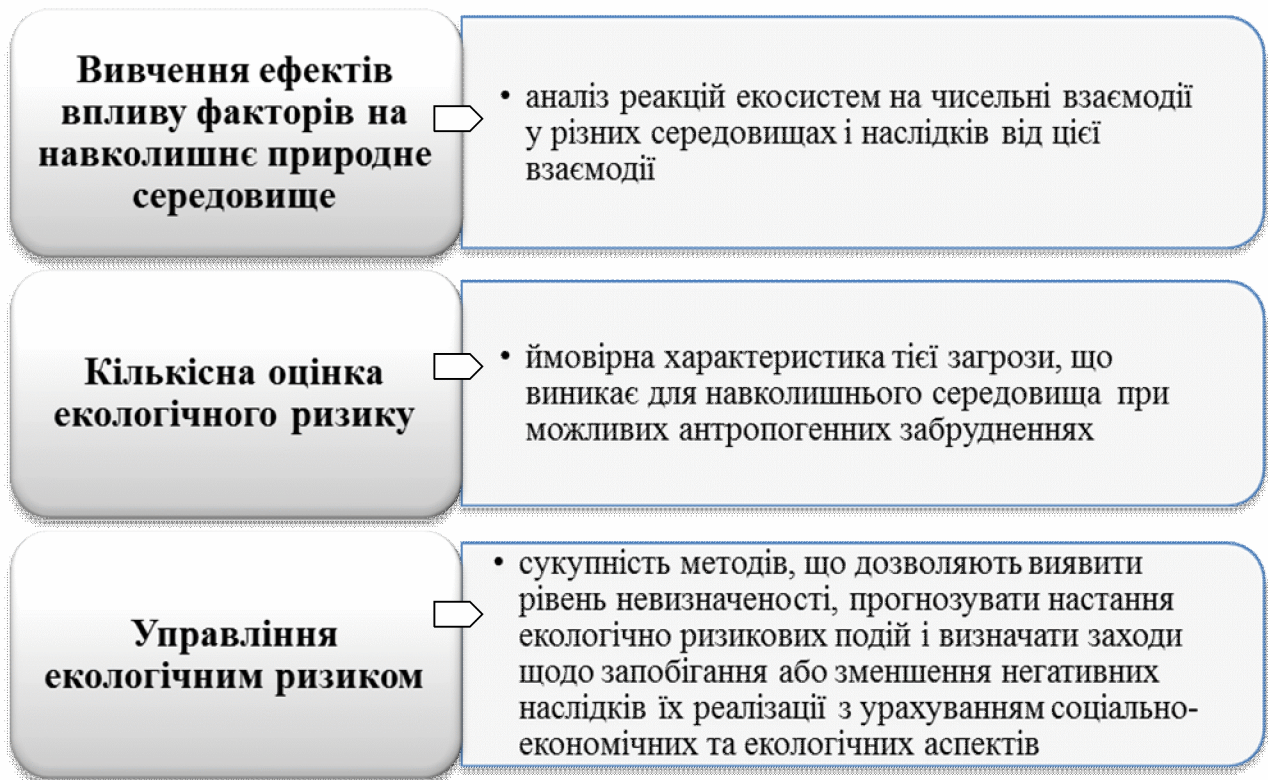 Вивчення ефектів
впливу факторів на
навколишнє природне
середовище
• аналіз реакцій екосистем на чисельні взаємодії
у різних середовищах і наслідків від цієї
взаємодії
Кількісна оцінка
екологічного ризику
• ймовірна характеристика тієї загрози, що
виникає для навколишнього середовища при
можливих антропогенних забрудненнях
Управління
екологічним ризиком
• сукупність методів, що дозволяють виявити
рівень невизначеності, прогнозувати настання
екологічно ризикових подій і визначати заходи
щодо запобігання або зменшення негативних
наслідків їх реалізації з урахуванням соціально-
економічних та екологічних аспектів